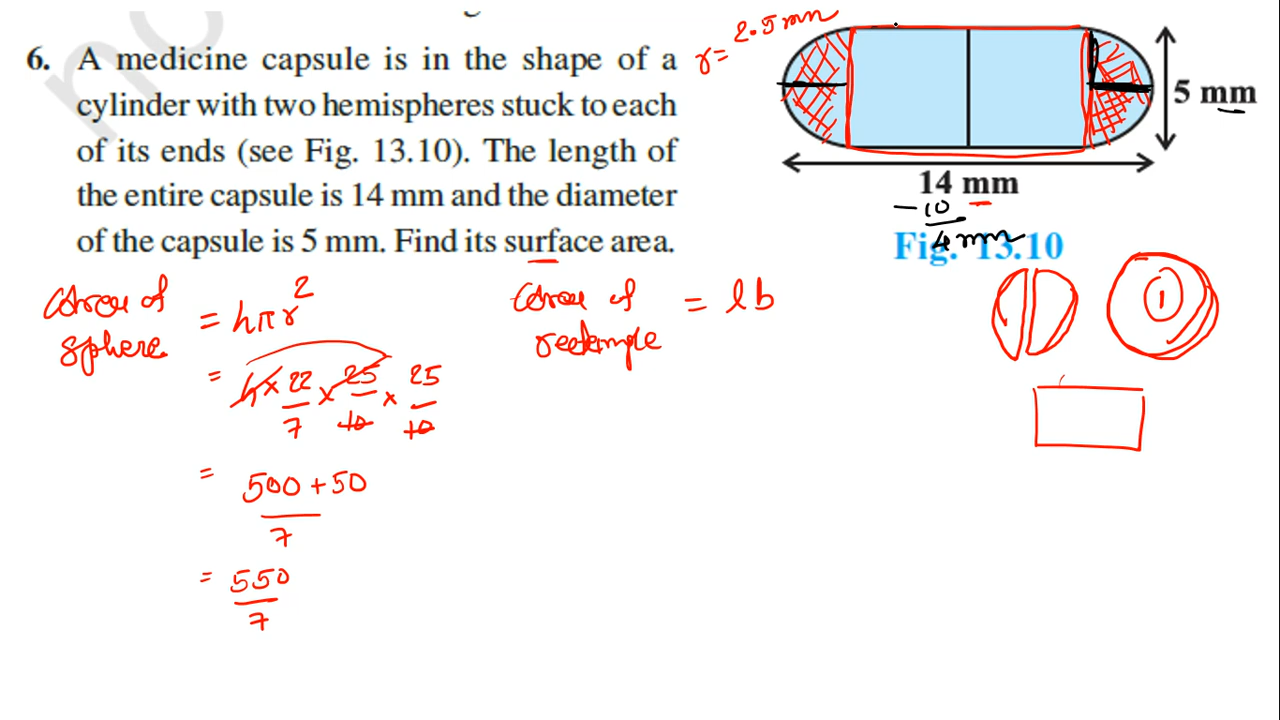 6. A medicine capsule is in the shape of a
cylinder with two hemispheres stuck to each
of its ends (see Fig. 13.10). The length of
the entire capsule is 14 mm and the diameter
of the capsule is 5 mm. Find its surface area.
r = 2.5 mm
5 mm
14 mm
- 10
4 mm
Fig. 13.10
Area of sphere = 4πr²
= 4 × 22/7 × 25/10 × 25/10
= 500 + 50 / 7
= 550 / 7
Area of rectangle = lb
1